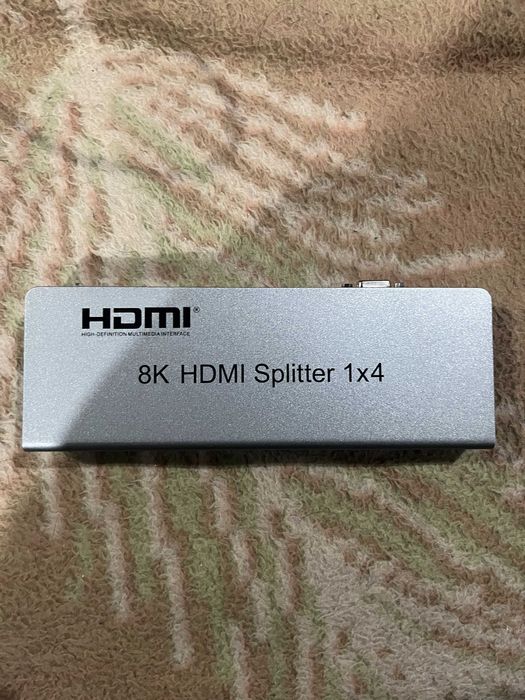 HDMI®
HIGH-DEFINITION MULTIMEDIA INTERFACE
8K HDMI Splitter 1x4